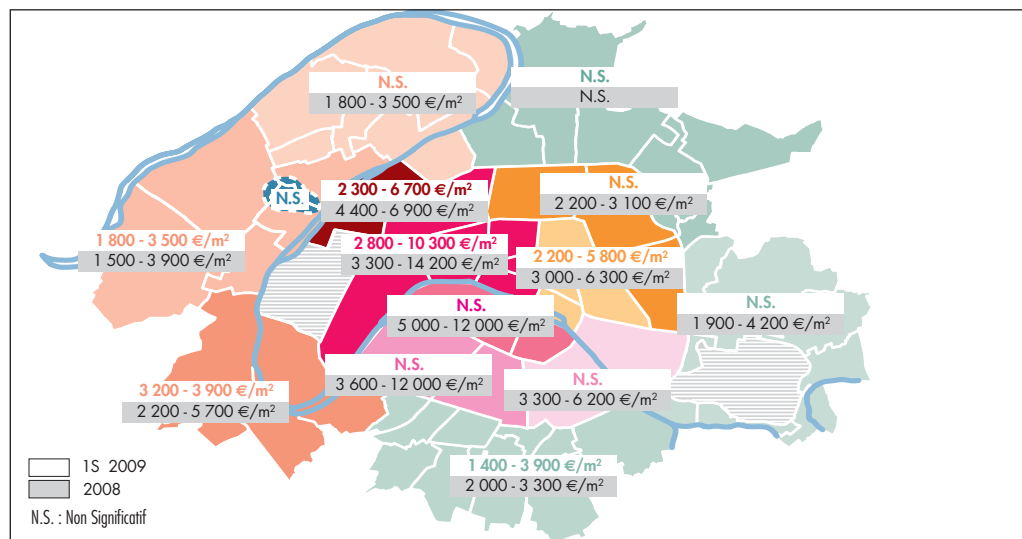 N.S.
1 800 - 3 500 €/m²
N.S.
N.S.
N.S.
2 300 - 6 700 €/m²
4 400 - 6 900 €/m²
N.S.
2 200 - 3 100 €/m²
1 800 - 3 500 €/m²
1 500 - 3 900 €/m²
2 800 - 10 300 €/m²
3 300 - 14 200 €/m²
2 200 - 5 800 €/m²
3 000 - 6 300 €/m²
N.S.
5 000 - 12 000 €/m²
N.S.
1 900 - 4 200 €/m²
N.S.
3 600 - 12 000 €/m²
N.S.
3 300 - 6 200 €/m²
3 200 - 3 900 €/m²
2 200 - 5 700 €/m²
1 400 - 3 900 €/m²
2 000 - 3 300 €/m²
1S 2009
2008
N.S. : Non Significatif